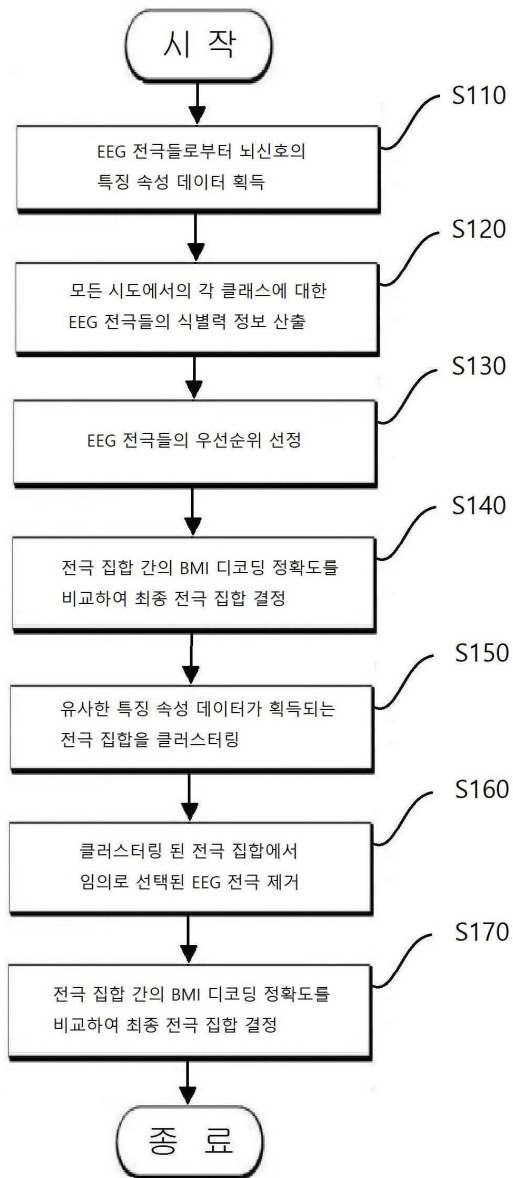 시 작
S110
EEG 전극들로부터 뇌신호의
특징 속성 데이터 획득
S120
모든 시도에서의 각 클래스에 대한
EEG 전극들의 식별력 정보 산출
S130
EEG 전극들의 우선순위 선정
S140
전극 집합 간의 BMI 디코딩 정확도를
비교하여 최종 전극 집합 결정
S150
유사한 특징 속성 데이터가 획득되는
전극 집합을 클러스터링
S160
클러스터링 된 전극 집합에서
임의로 선택된 EEG 전극 제거
S170
전극 집합 간의 BMI 디코딩 정확도를
비교하여 최종 전극 집합 결정
종 료